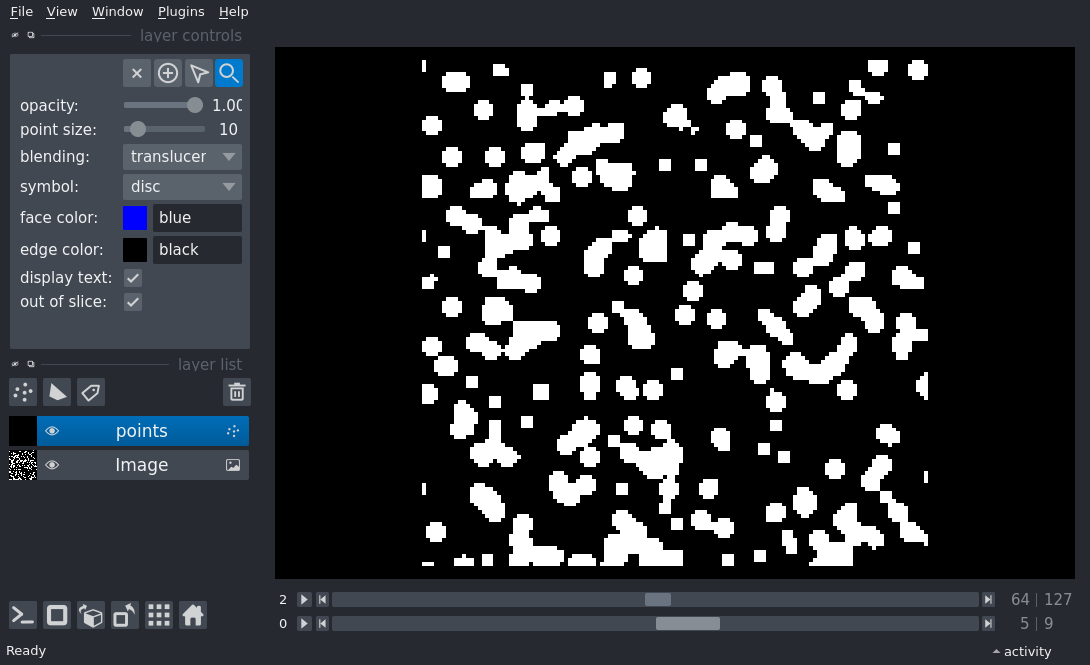 File View Window Plugins Help
layer controls
opacity: 1.00
point size: 10
blending: translucer
symbol: disc
face color: blue
edge color: black
display text:
out of slice:
layer list
points
Image
2 64 | 127
0 5 | 9
Ready activity